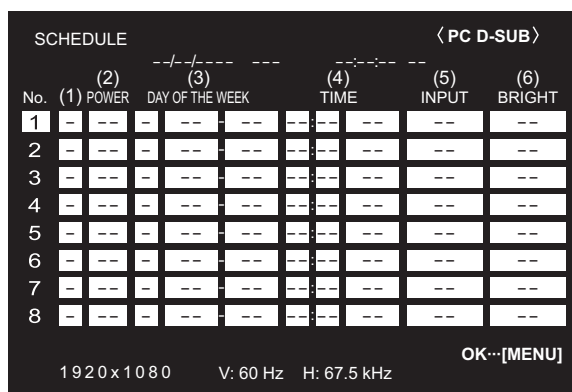 SCHEDULE 〈PC D-SUB〉
--/--/---- --- --:--:-- --
(2) (3) (4) (5) (6)
No. (1) POWER DAY OF THE WEEK TIME INPUT BRIGHT
1 - -- - -- - -- --:-- -- -- --
2 - -- - -- - -- --:-- -- -- --
3 - -- - -- - -- --:-- -- -- --
4 - -- - -- - -- --:-- -- -- --
5 - -- - -- - -- --:-- -- -- --
6 - -- - -- - -- --:-- -- -- --
7 - -- - -- - -- --:-- -- -- --
8 - -- - -- - -- --:-- -- -- --
OK···[MENU]
1920x1080 V: 60 Hz H: 67.5 kHz